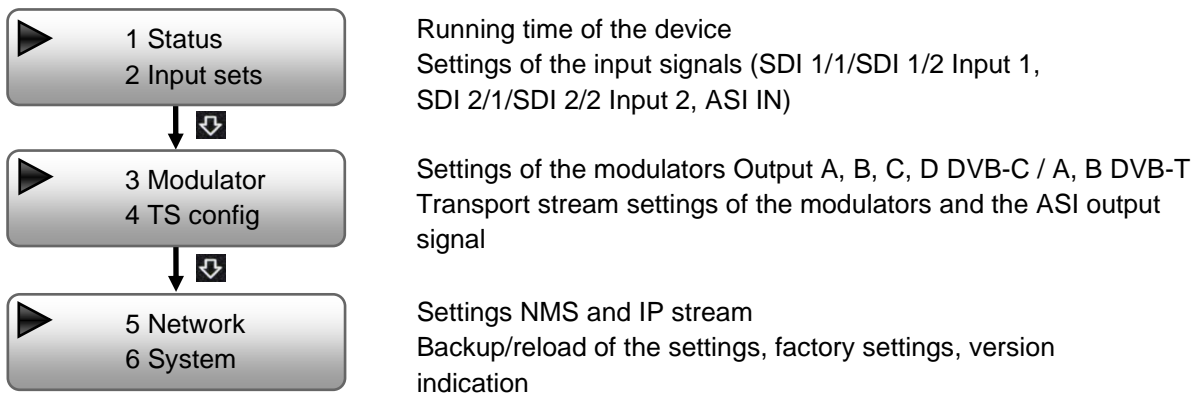 1 Status
2 Input sets
Running time of the device
Settings of the input signals (SDI 1/1/SDI 1/2 Input 1,
SDI 2/1/SDI 2/2 Input 2, ASI IN)
3 Modulator
4 TS config
Settings of the modulators Output A, B, C, D DVB-C / A, B DVB-T
Transport stream settings of the modulators and the ASI output
signal
5 Network
6 System
Settings NMS and IP stream
Backup/reload of the settings, factory settings, version
indication